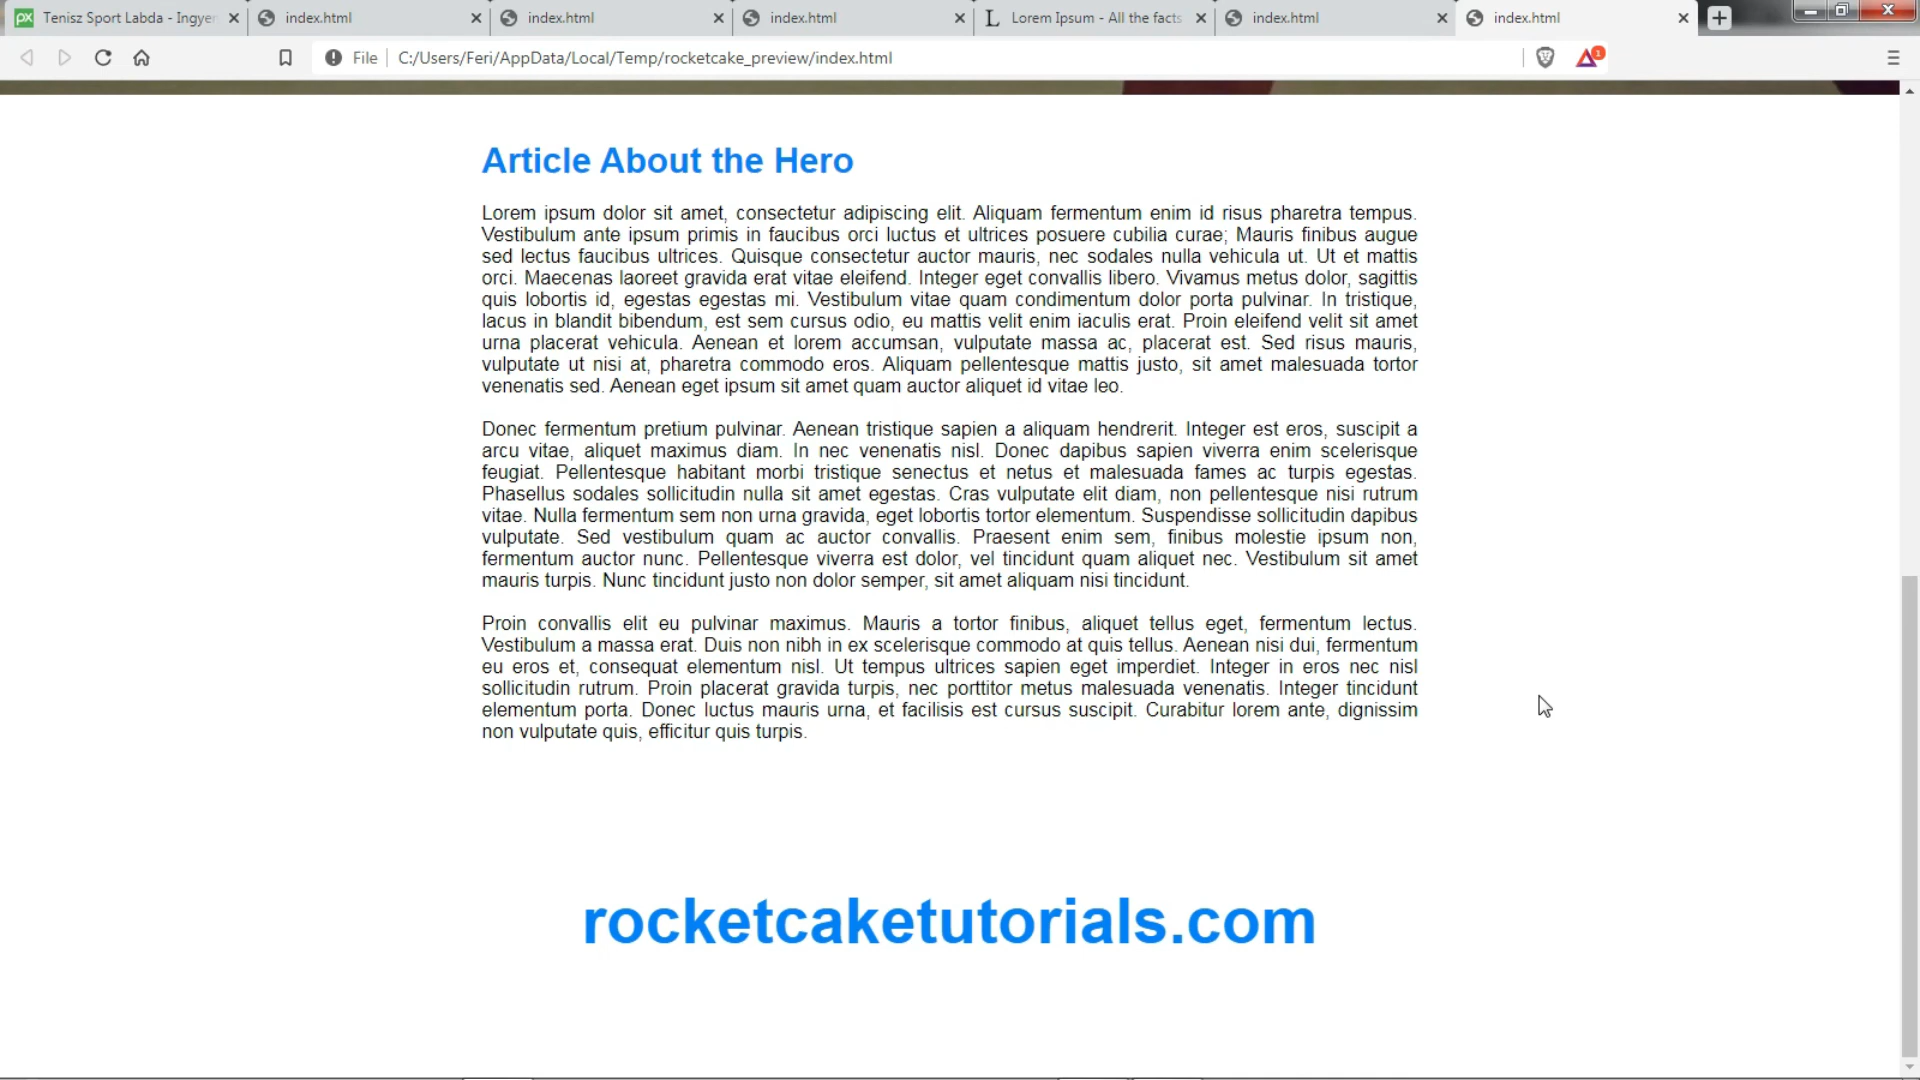 Tenisz Sport Labda - Ingyer
index.html
index.html
index.html
Lorem Ipsum - All the facts
index.html
index.html
File
C:/Users/Feri/AppData/Local/Temp/rocketcake_preview/index.html
1
Article About the Hero
Lorem ipsum dolor sit amet, consectetur adipiscing elit. Aliquam fermentum enim id risus pharetra tempus.
Vestibulum ante ipsum primis in faucibus orci luctus et ultrices posuere cubilia curae; Mauris finibus augue
sed lectus faucibus ultrices. Quisque consectetur auctor mauris, nec sodales nulla vehicula ut. Ut et mattis
orci. Maecenas laoreet gravida erat vitae eleifend. Integer eget convallis libero. Vivamus metus dolor, sagittis
quis lobortis id, egestas egestas mi. Vestibulum vitae quam condimentum dolor porta pulvinar. In tristique,
lacus in blandit bibendum, est sem cursus odio, eu mattis velit enim iaculis erat. Proin eleifend velit sit amet
urna placerat vehicula. Aenean et lorem accumsan, vulputate massa ac, placerat est. Sed risus mauris,
vulputate ut nisi at, pharetra commodo eros. Aliquam pellentesque mattis justo, sit amet malesuada tortor
venenatis sed. Aenean eget ipsum sit amet quam auctor aliquet id vitae leo.
Donec fermentum pretium pulvinar. Aenean tristique sapien a aliquam hendrerit. Integer est eros, suscipit a
arcu vitae, aliquet maximus diam. In nec venenatis nisl. Donec dapibus sapien viverra enim scelerisque
feugiat. Pellentesque habitant morbi tristique senectus et netus et malesuada fames ac turpis egestas.
Phasellus sodales sollicitudin nulla sit amet egestas. Cras vulputate elit diam, non pellentesque nisi rutrum
vitae. Nulla fermentum sem non urna gravida, eget lobortis tortor elementum. Suspendisse sollicitudin dapibus
vulputate. Sed vestibulum quam ac auctor convallis. Praesent enim sem, finibus molestie ipsum non,
fermentum auctor nunc. Pellentesque viverra est dolor, vel tincidunt quam aliquet nec. Vestibulum sit amet
mauris turpis. Nunc tincidunt justo non dolor semper, sit amet aliquam nisi tincidunt.
Proin convallis elit eu pulvinar maximus. Mauris a tortor finibus, aliquet tellus eget, fermentum lectus.
Vestibulum a massa erat. Duis non nibh in ex scelerisque commodo at quis tellus. Aenean nisi dui, fermentum
eu eros et, consequat elementum nisl. Ut tempus ultrices sapien eget imperdiet. Integer in eros nec nisl
sollicitudin rutrum. Proin placerat gravida turpis, nec porttitor metus malesuada venenatis. Integer tincidunt
elementum porta. Donec luctus mauris urna, et facilisis est cursus suscipit. Curabitur lorem ante, dignissim
non vulputate quis, efficitur quis turpis.
rocketcaketutorials.com